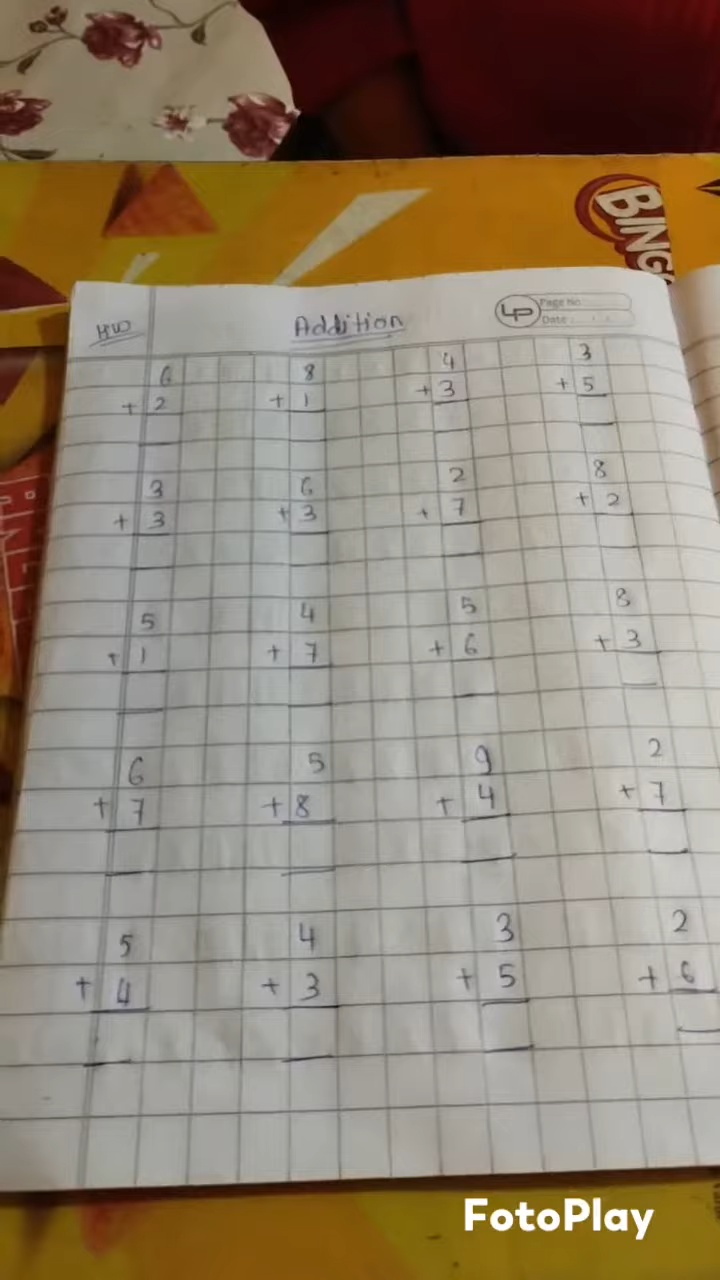 HW Addition LP Page No
Date :
6 8 4 3
+ 2 + 1 + 3 + 5
3 6 2 8
+ 3 + 3 + 7 + 2
5 4 5 8
+ 1 + 7 + 6 + 3
6 5 9 2
+ 7 + 8 + 4 + 7
5 4 3 2
+ 4 + 3 + 5 + 6
BING
FotoPlay